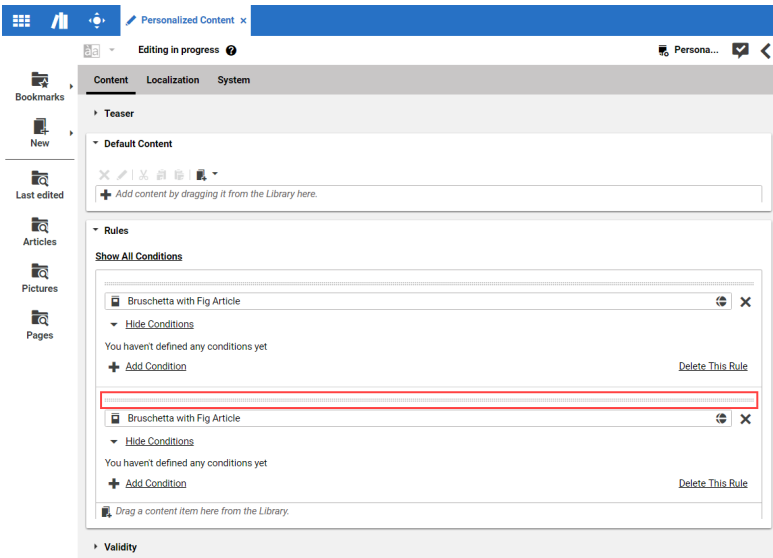 Personalized Content ×
Editing in progress
Persona...
Bookmarks
New
Last edited
Articles
Pictures
Pages
Content Localization System
Teaser
Default Content
Add content by dragging it from the Library here.
Rules
Show All Conditions
Bruschetta with Fig Article
Hide Conditions
You haven't defined any conditions yet
Add Condition Delete This Rule
Bruschetta with Fig Article
Hide Conditions
You haven't defined any conditions yet
Add Condition Delete This Rule
Drag a content item here from the Library.
Validity